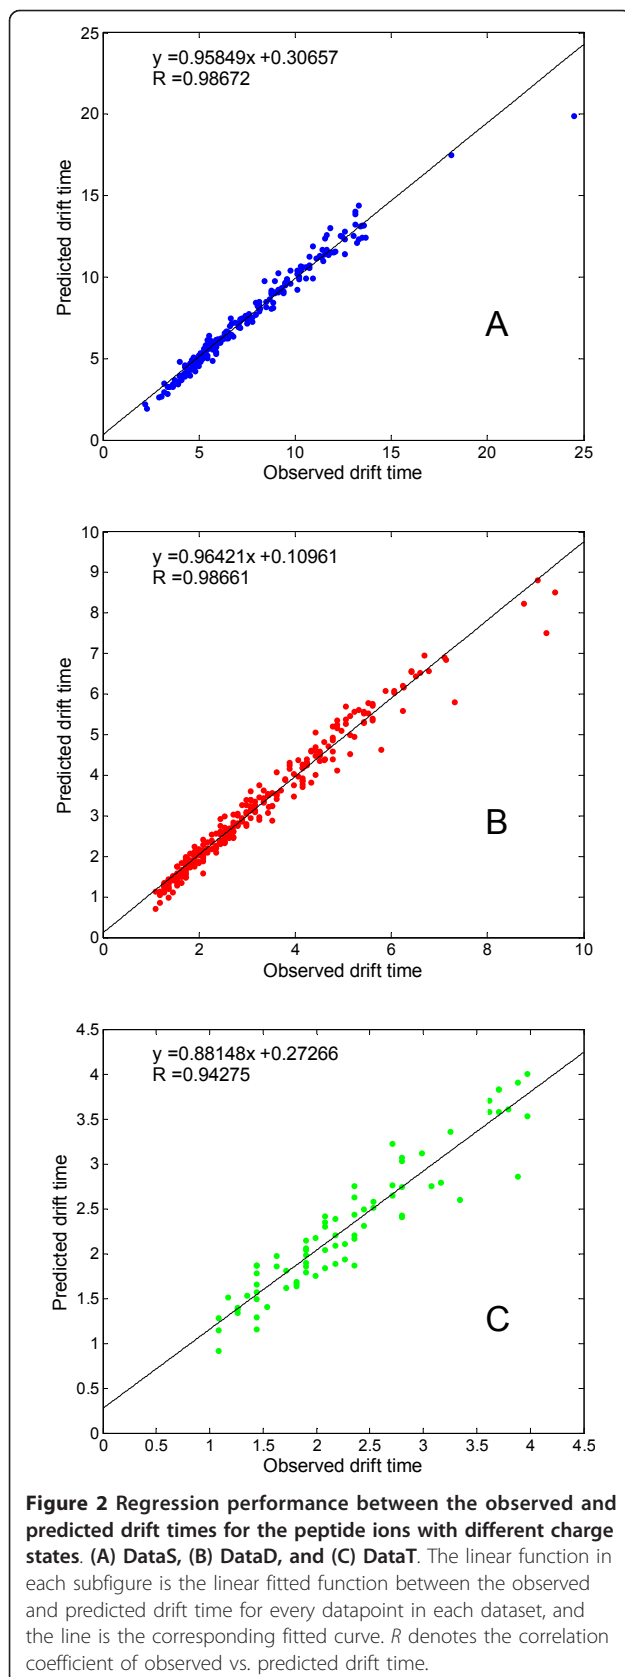 y =0.95849x +0.30657
R =0.98672
25
20
15
10
5
0
Predicted drift time
A
0 5 10 15 20 25
Observed drift time
y =0.96421x +0.10961
R =0.98661
10
9
8
7
6
5
4
3
2
1
0
Predicted drift time
B
0 2 4 6 8 10
Observed drift time
y =0.88148x +0.27266
R =0.94275
4.5
4
3.5
3
2.5
2
1.5
1
0.5
0
Predicted drift time
C
0 0.5 1 1.5 2 2.5 3 3.5 4 4.5
Observed drift time
Figure 2 Regression performance between the observed and
predicted drift times for the peptide ions with different charge
states. (A) DataS, (B) DataD, and (C) DataT. The linear function in
each subfigure is the linear fitted function between the observed
and predicted drift time for every datapoint in each dataset, and
the line is the corresponding fitted curve. R denotes the correlation
coefficient of observed vs. predicted drift time.